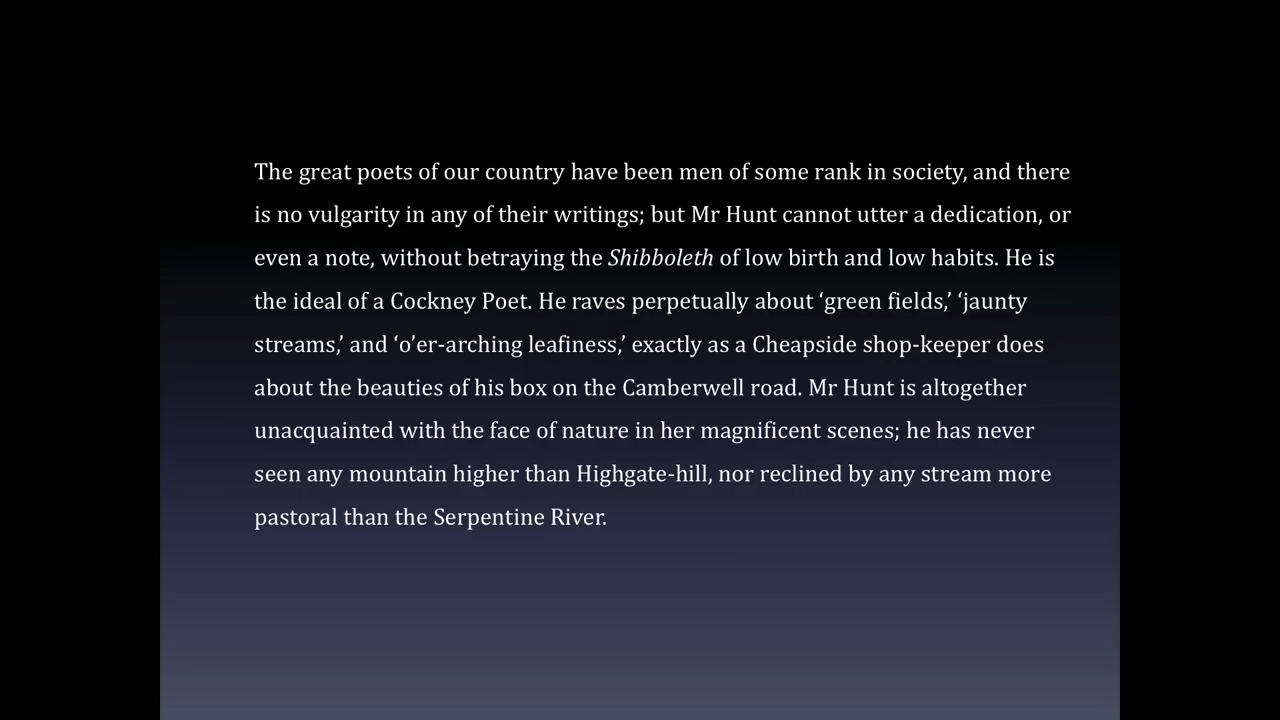 The great poets of our country have been men of some rank in society, and there
is no vulgarity in any of their writings; but Mr Hunt cannot utter a dedication, or
even a note, without betraying the Shibboleth of low birth and low habits. He is
the ideal of a Cockney Poet. He raves perpetually about ‘green fields,’ ‘jaunty
streams,’ and ‘o’er-arching leafiness,’ exactly as a Cheapside shop-keeper does
about the beauties of his box on the Camberwell road. Mr Hunt is altogether
unacquainted with the face of nature in her magnificent scenes; he has never
seen any mountain higher than Highgate-hill, nor reclined by any stream more
pastoral than the Serpentine River.